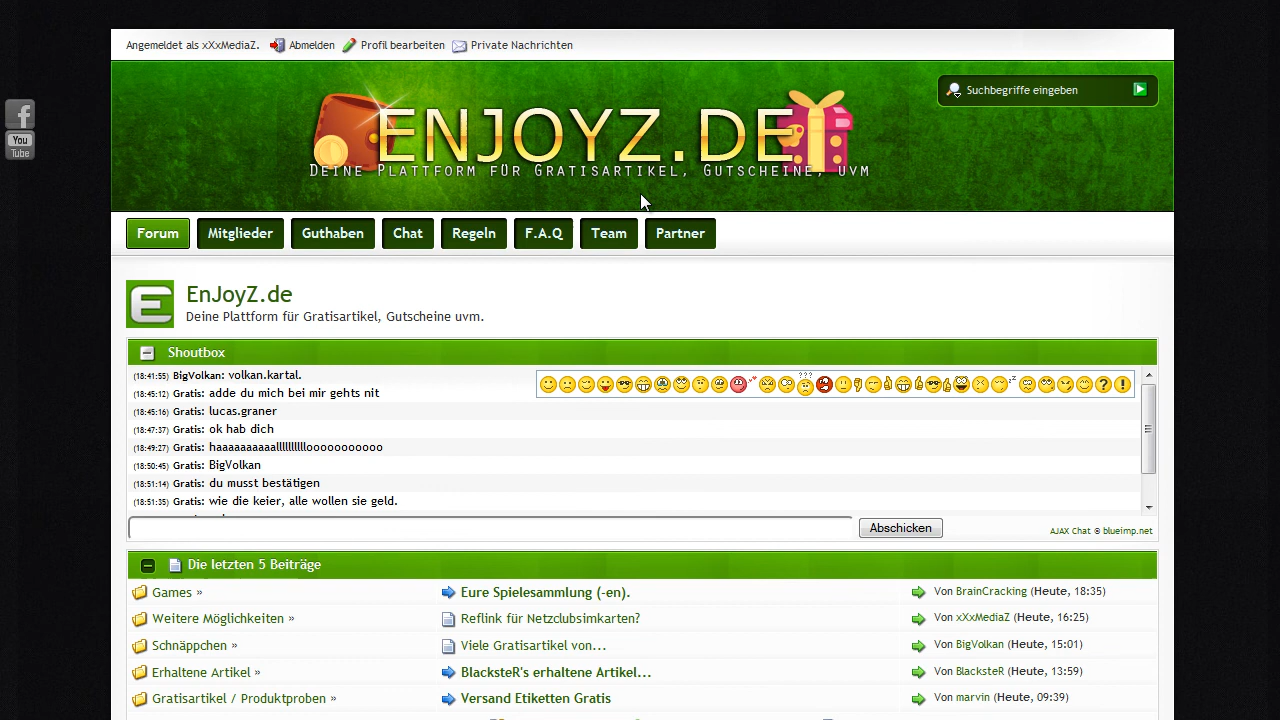 Angemeldet als xXxMediaZ. Abmelden Profil bearbeiten Private Nachrichten
Suchbegriffe eingeben
You
Tube
ENJOYZ.DE
Deine Plattform für Gratisartikel, Gutscheine, uvm
Forum Mitglieder Guthaben Chat Regeln F.A.Q Team Partner
EnJoyZ.de
Deine Plattform für Gratisartikel, Gutscheine uvm.
Shoutbox
(18:41:55) BigVolkan: volkan.kartal.
(18:45:12) Gratis: adde du mich bei mir gehts nit
(18:45:16) Gratis: lucas.graner
(18:47:37) Gratis: ok hab dich
(18:49:27) Gratis: haaaaaaaaaallllllllllooooooooooo
(18:50:45) Gratis: BigVolkan
(18:51:14) Gratis: du musst bestätigen
(18:51:35) Gratis: wie die keier, alle wollen sie geld.
Abschicken
AJAX Chat © blueimp.net
Die letzten 5 Beiträge
Games » Eure Spielesammlung (-en). Von BrainCracking (Heute, 18:35)
Weitere Möglichkeiten » Reflink für Netzclubsimkarten? Von xXxMediaZ (Heute, 16:25)
Schnäppchen » Viele Gratisartikel von... Von BigVolkan (Heute, 15:01)
Erhaltene Artikel » BlacksteR's erhaltene Artikel... Von BlacksteR (Heute, 13:59)
Gratisartikel / Produktproben » Versand Etiketten Gratis Von marvin (Heute, 09:39)